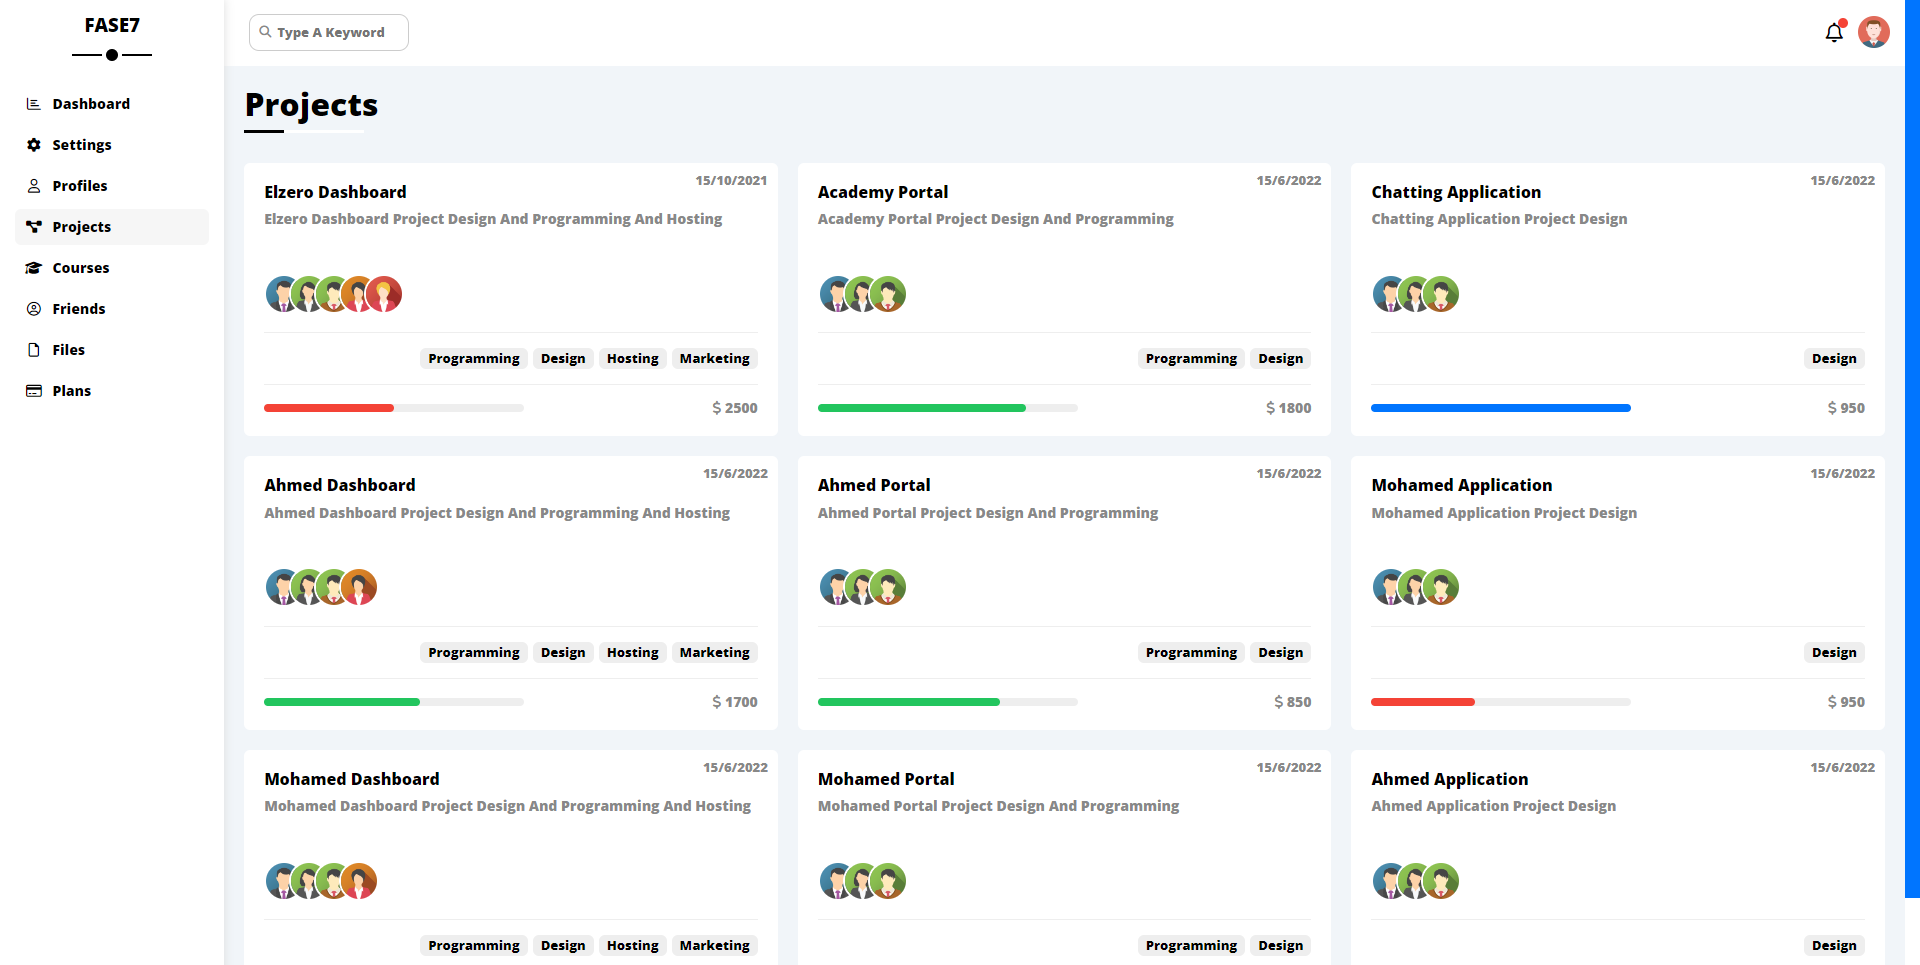 FASE7
Type A Keyword
Dashboard
Settings
Profiles
Projects
Courses
Friends
Files
Plans
Projects
15/10/2021
Elzero Dashboard
Elzero Dashboard Project Design And Programming And Hosting
Programming Design Hosting Marketing
$ 2500
15/6/2022
Academy Portal
Academy Portal Project Design And Programming
Programming Design
$ 1800
15/6/2022
Chatting Application
Chatting Application Project Design
Design
$ 950
15/6/2022
Ahmed Dashboard
Ahmed Dashboard Project Design And Programming And Hosting
Programming Design Hosting Marketing
$ 1700
15/6/2022
Ahmed Portal
Ahmed Portal Project Design And Programming
Programming Design
$ 850
15/6/2022
Mohamed Application
Mohamed Application Project Design
Design
$ 950
15/6/2022
Mohamed Dashboard
Mohamed Dashboard Project Design And Programming And Hosting
Programming Design Hosting Marketing
15/6/2022
Mohamed Portal
Mohamed Portal Project Design And Programming
Programming Design
15/6/2022
Ahmed Application
Ahmed Application Project Design
Design